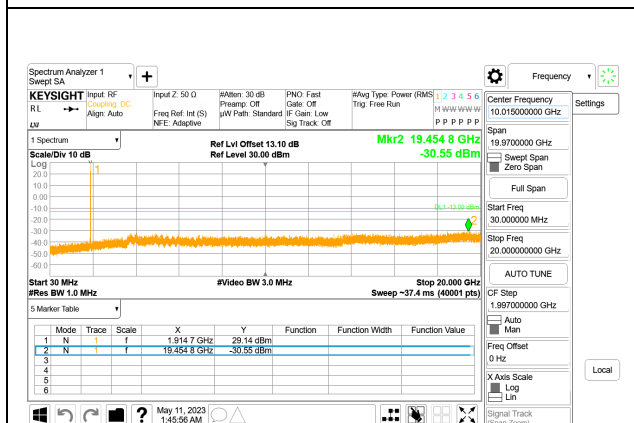 Spectrum Analyzer 1
Swept SA
Frequency
KEYSIGHT Input: RF Input Z: 50 Ω #Atten: 30 dB PNO: Fast #Avg Type: Power (RMS 1 2 3 4 5 6
Coupling: DC Preamp: Off Gate: Off Trig: Free Run M W W W W W
RL Align: Auto Freq Ref: Int (S) µW Path: Standard IF Gain: Low
NFE: Adaptive Sig Track: Off P P P P P P
LXI
1 Spectrum
Ref Lvl Offset 13.10 dB Mkr2 19.454 8 GHz
Scale/Div 10 dB Ref Level 30.00 dBm -30.55 dBm
Log
1
20.0
10.0
0.00
-10.0
DL1 -13.00 dBm
-20.0
2
-30.0
-40.0
-50.0
-60.0
Start 30 MHz #Video BW 3.0 MHz Stop 20.000 GHz
#Res BW 1.0 MHz Sweep ~37.4 ms (40001 pts)
5 Marker Table
Mode Trace Scale X Y Function Function Width Function Value
1 N 1 f 1.914 7 GHz 29.14 dBm
2 N 1 f 19.454 8 GHz -30.55 dBm
3
4
5
6
May 11, 2023
1:45:56 AM
Center Frequency
10.015000000 GHz
Settings
Span
19.9700000 GHz
Swept Span
Zero Span
Full Span
Start Freq
30.000000 MHz
Stop Freq
20.000000000 GHz
AUTO TUNE
CF Step
1.997000000 GHz
Auto
Man
Freq Offset
0 Hz
Local
X Axis Scale
Log
Lin
Signal Track
(Span Zoom)